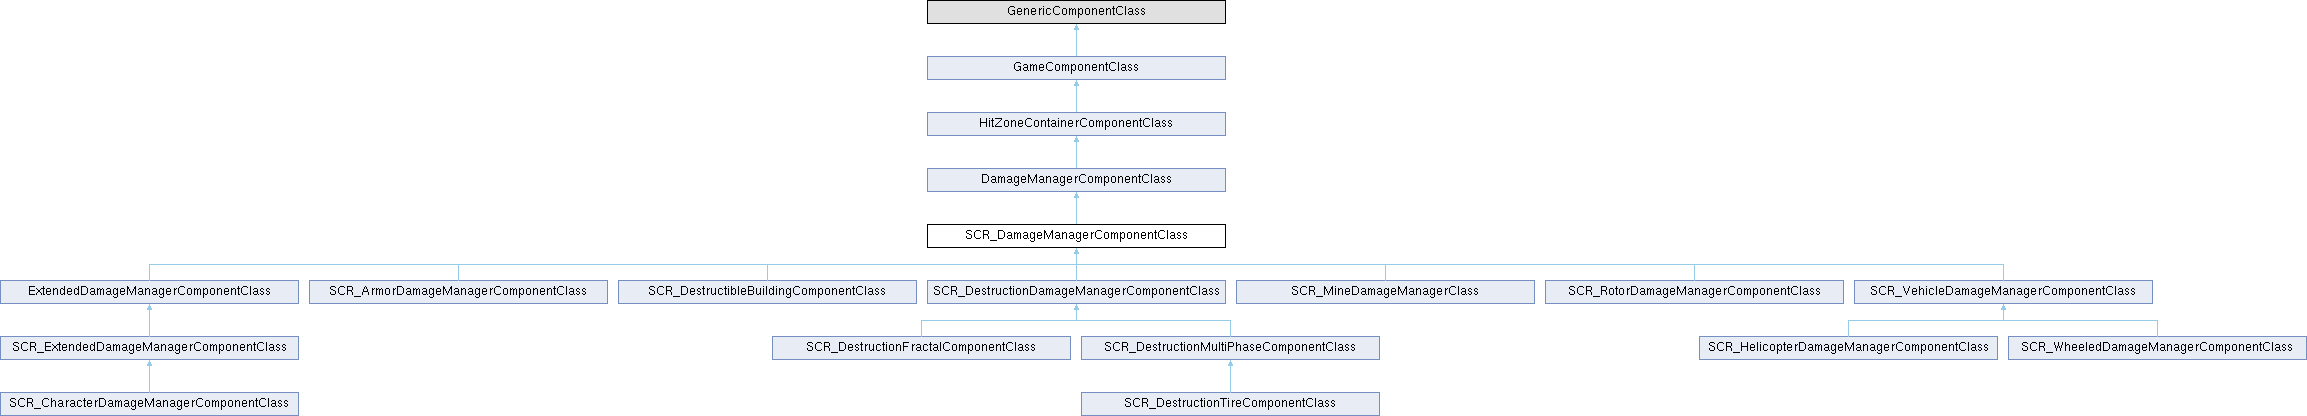 GenericComponentClass
GameComponentClass
HitZoneContainerComponentClass
DamageManagerComponentClass
SCR_DamageManagerComponentClass
ExtendedDamageManagerComponentClass
SCR_ArmorDamageManagerComponentClass
SCR_DestructibleBuildingComponentClass
SCR_DestructionDamageManagerComponentClass
SCR_MineDamageManagerClass
SCR_RotorDamageManagerComponentClass
SCR_VehicleDamageManagerComponentClass
SCR_ExtendedDamageManagerComponentClass
SCR_DestructionFractalComponentClass
SCR_DestructionMultiPhaseComponentClass
SCR_HelicopterDamageManagerComponentClass
SCR_WheeledDamageManagerComponentClass
SCR_CharacterDamageManagerComponentClass
SCR_DestructionTireComponentClass